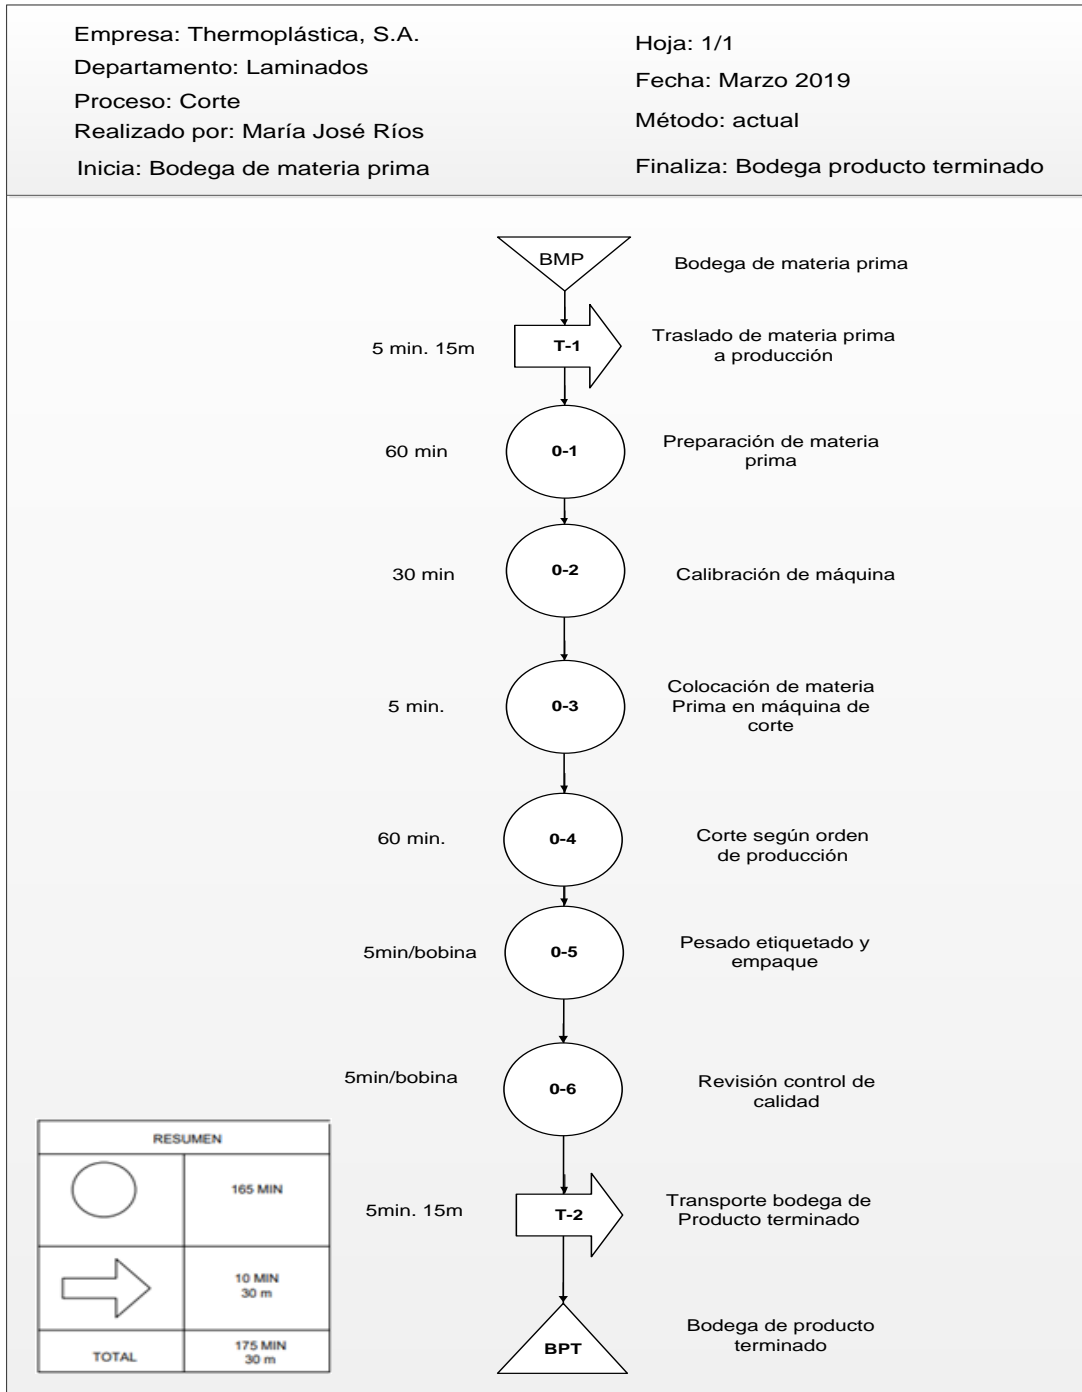 Empresa: Thermoplástica, S.A.
Departamento: Laminados
Proceso: Corte
Realizado por: María José Ríos
Inicia: Bodega de materia prima
Hoja: 1/1
Fecha: Marzo 2019
Método: actual
Finaliza: Bodega producto terminado
BMP
Bodega de materia prima
5 min. 15m
T-1
Traslado de materia prima
a producción
60 min
0-1
Preparación de materia
prima
30 min
0-2
Calibración de máquina
5 min.
0-3
Colocación de materia
Prima en máquina de
corte
60 min.
0-4
Corte según orden
de producción
5min/bobina
0-5
Pesado etiquetado y
empaque
5min/bobina
0-6
Revisión control de
calidad
5min. 15m
T-2
Transporte bodega de
Producto terminado
BPT
Bodega de producto
terminado
RESUMEN
165 MIN
10 MIN
30 m
TOTAL
175 MIN
30 m